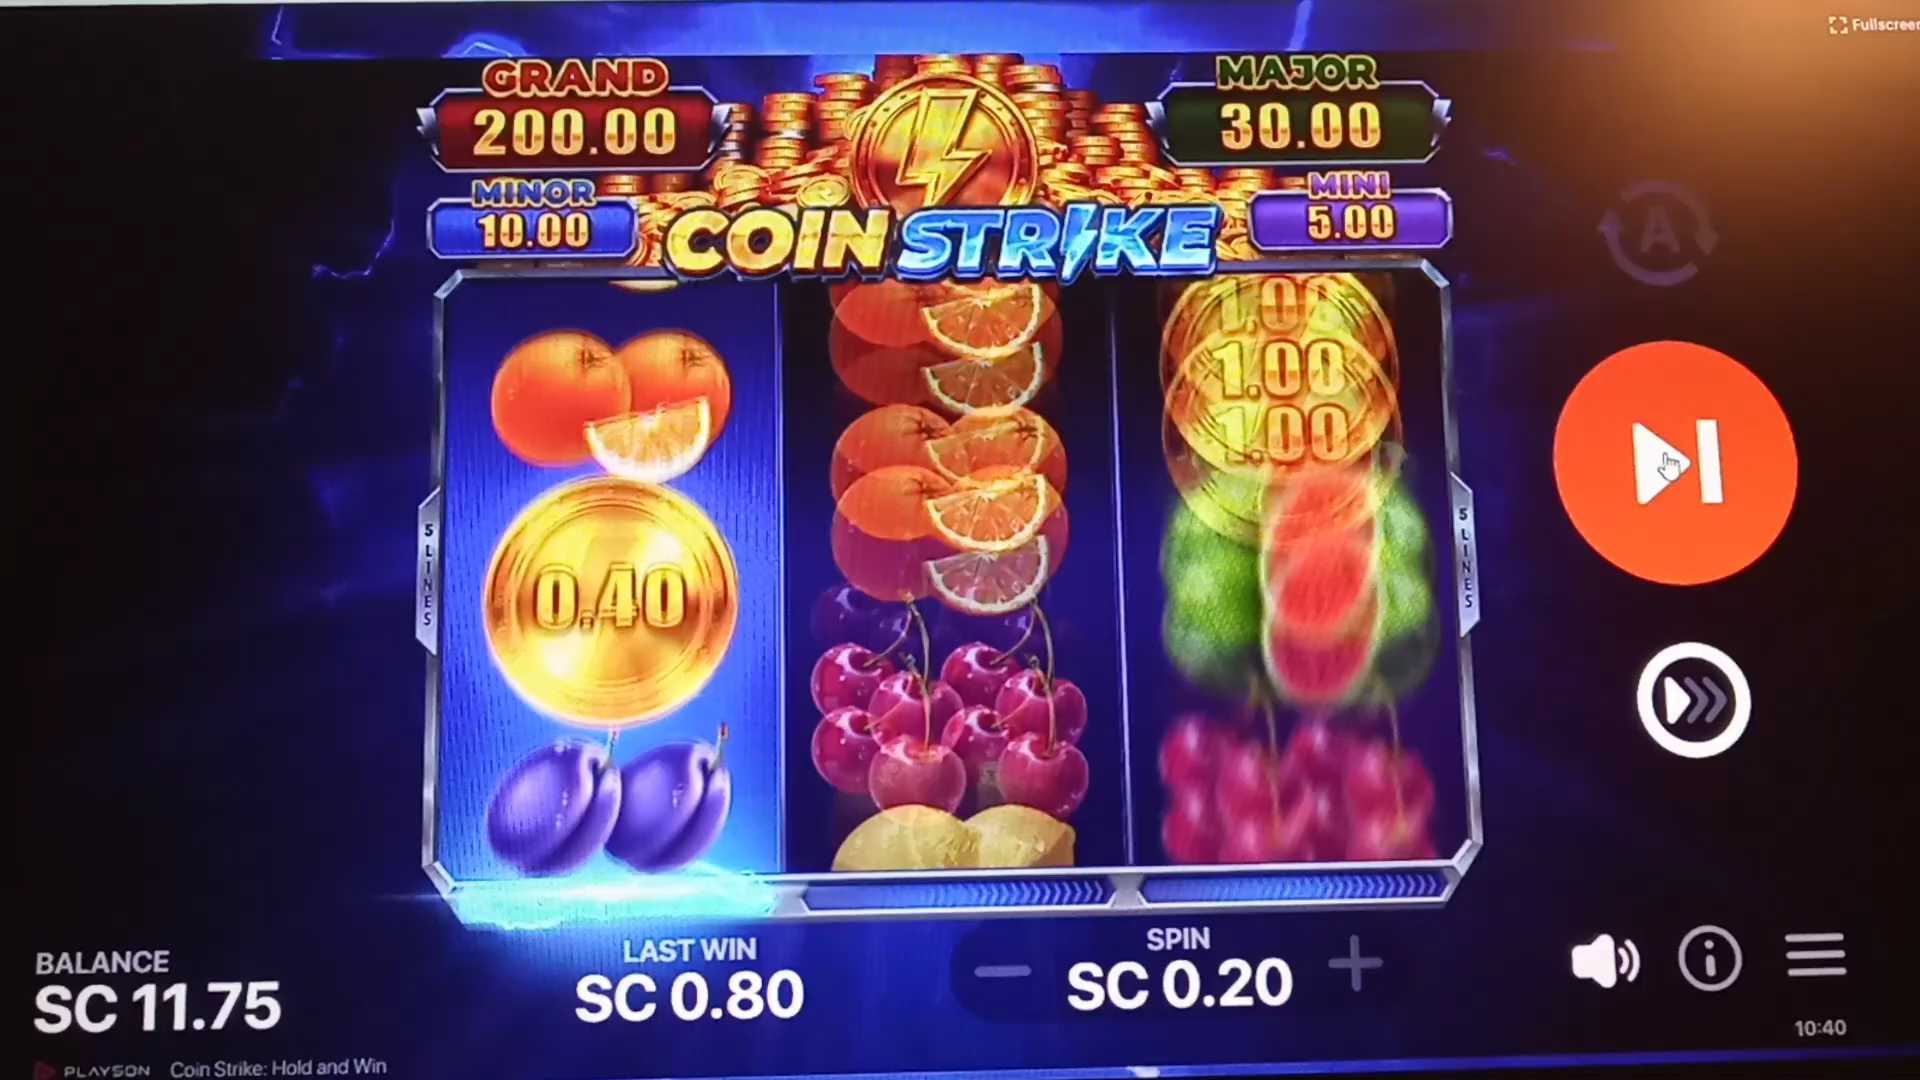 Fullscreen
GRAND
200.00
MAJOR
30.00
MINOR
10.00
MINI
5.00
COIN STRIKE
A
1.00
1.00
1.00
0.40
5 LINES
5 LINES
BALANCE
SC 11.75
LAST WIN
SC 0.80
SPIN
SC 0.20
10:40
PLAYSON Coin Strike: Hold and Win